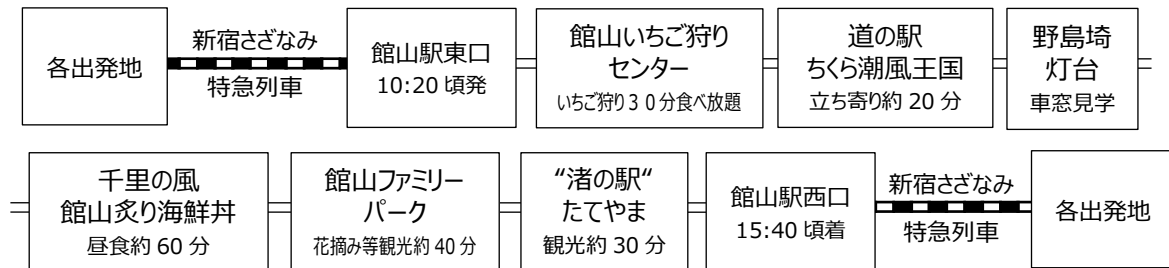 各出発地
新宿さざなみ
特急列車
館山駅東口
10:20 頃発
館山いちご狩り
センター
いちご狩り３０分食べ放題
道の駅
ちくら潮風王国
立ち寄り約 20 分
野島埼
灯台
車窓見学
千里の風
館山炙り海鮮丼
昼食約 60 分
館山ファミリー
パーク
花摘み等観光約 40 分
“渚の駅“
たてやま
観光約 30 分
館山駅西口
15:40 頃着
新宿さざなみ
特急列車
各出発地